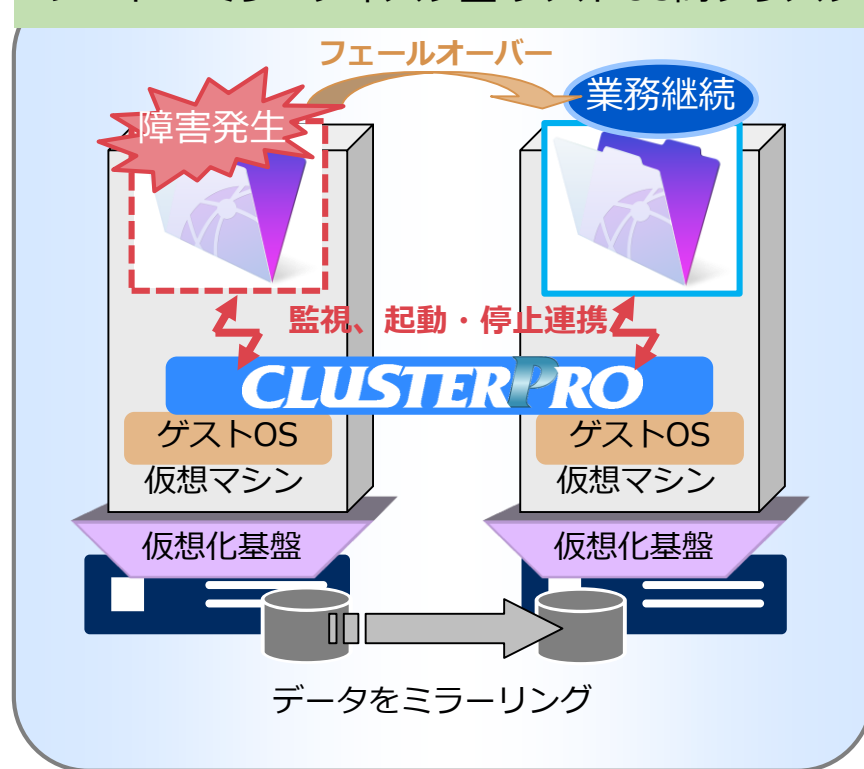 フェールオーバー
障害発生
業務継続
監視、起動・停止連携
CLUSTERPRO
ゲストOS
ゲストOS
仮想マシン
仮想マシン
仮想化基盤
仮想化基盤
データをミラーリング